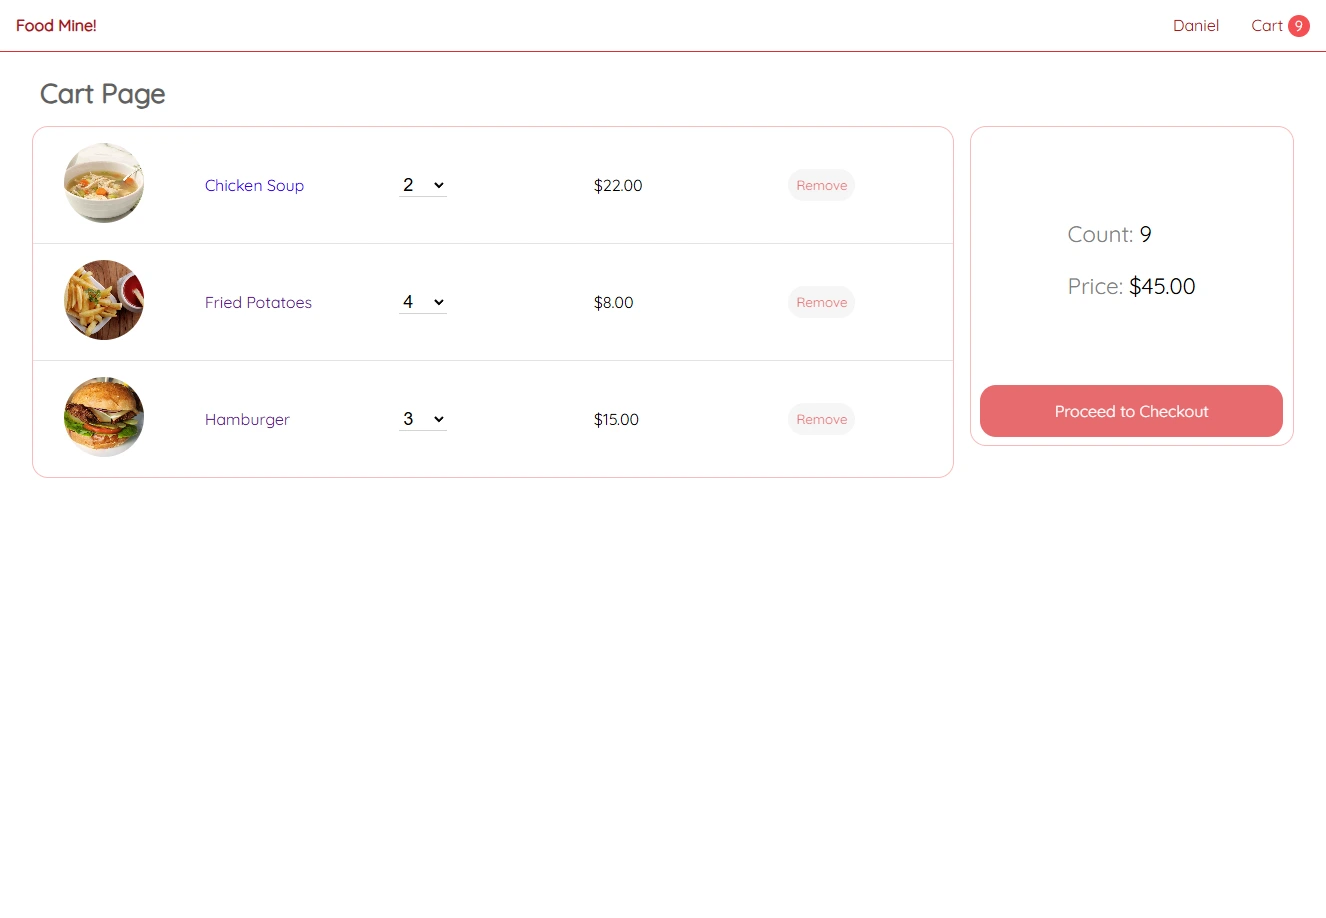 Food Mine!
Daniel
Cart 9
Cart Page
Chicken Soup 2 $22.00 Remove
Fried Potatoes 4 $8.00 Remove
Hamburger 3 $15.00 Remove
Count: 9
Price: $45.00
Proceed to Checkout